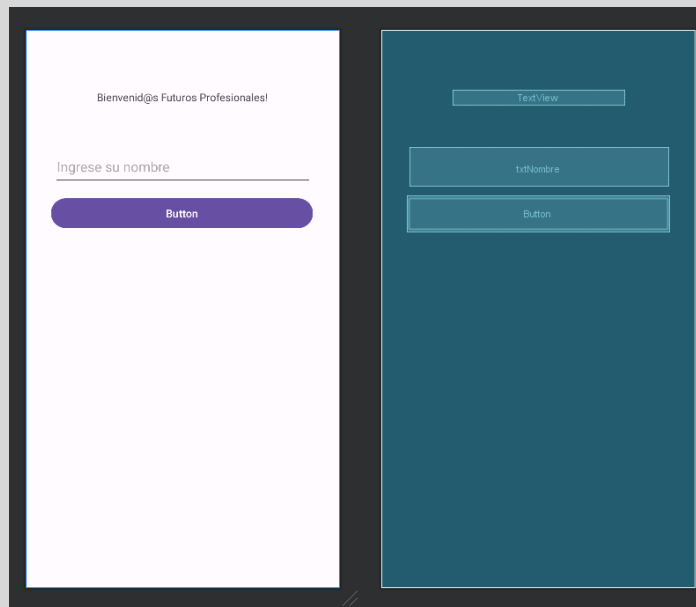 Bienvenid@s Futuros Profesionales!
Ingrese su nombre
Button
TextView
txtNombre
Button